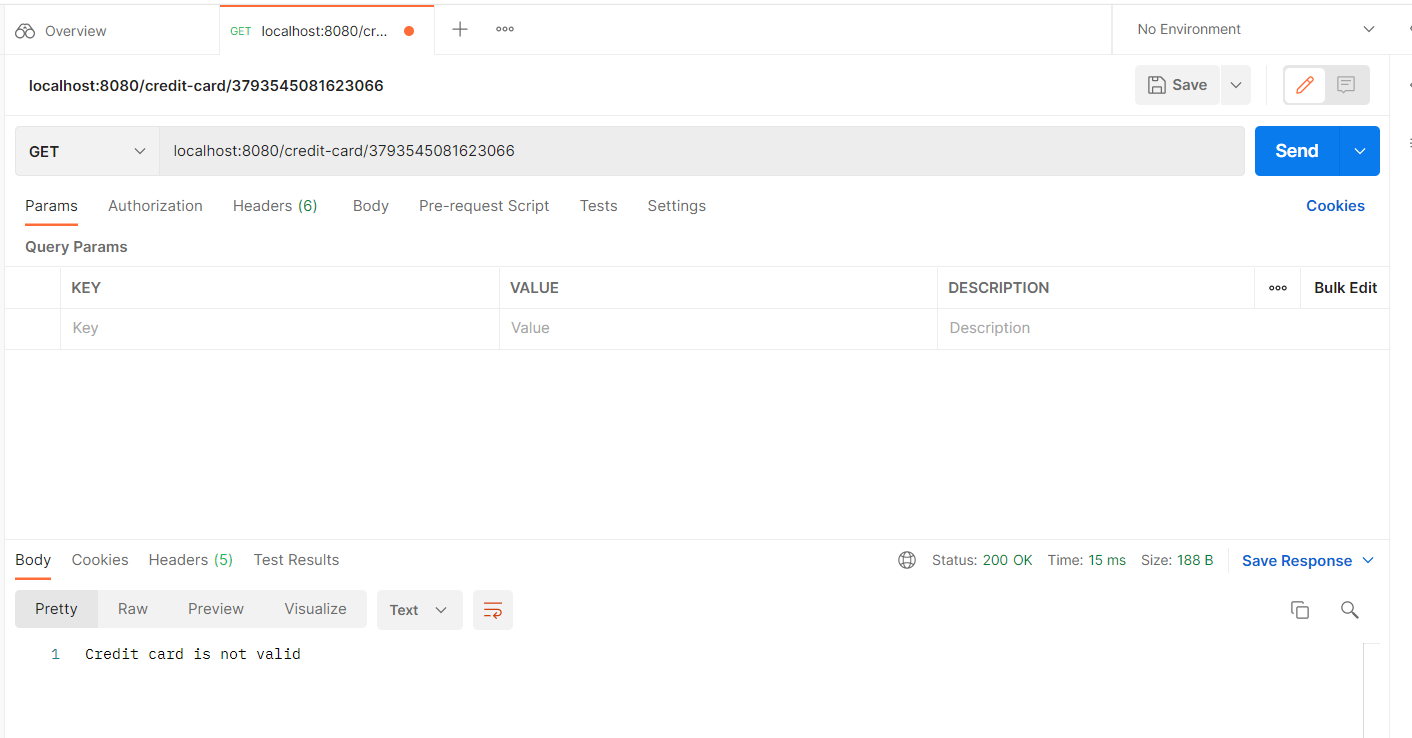 Overview GET localhost:8080/cr... No Environment
localhost:8080/credit-card/3793545081623066 Save
GET localhost:8080/credit-card/3793545081623066 Send
Params Authorization Headers (6) Body Pre-request Script Tests Settings Cookies
Query Params
KEY VALUE DESCRIPTION Bulk Edit
Key Value Description
Body Cookies Headers (5) Test Results Status: 200 OK Time: 15 ms Size: 188 B Save Response
Pretty Raw Preview Visualize Text
1 Credit card is not valid